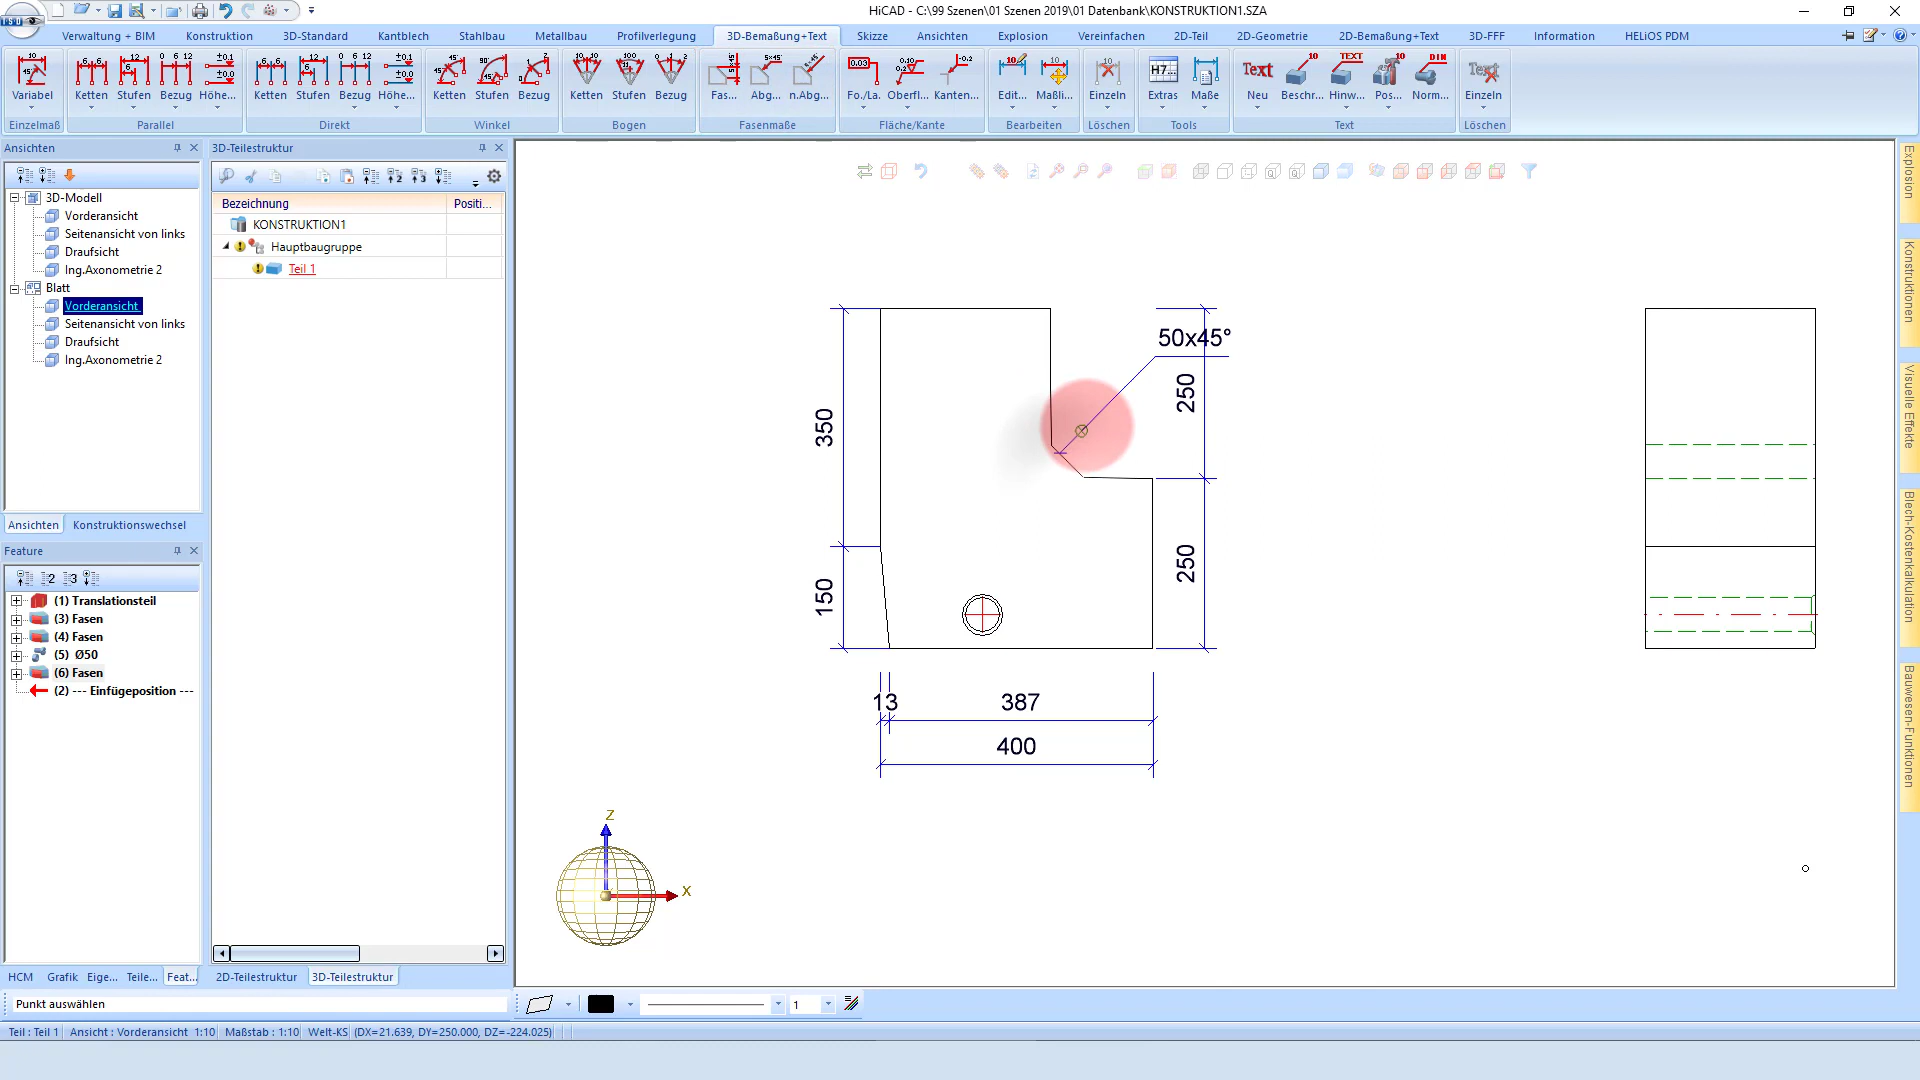 HiCAD - C:\99 Szenen\01 Szenen 2019\01 Datenbank\KONSTRUKTION1.SZA
ISD
Verwaltung + BIM Konstruktion 3D-Standard Kantblech Stahlbau Metallbau Profilverlegung 3D-Bemaßung+Text Skizze Ansichten Explosion Vereinfachen 2D-Teil 2D-Geometrie 2D-Bemaßung+Text 3D-FFF Information HELiOS PDM
Variabel Ketten Stufen Bezug Höhe... Ketten Stufen Bezug Höhe... Ketten Stufen Bezug Ketten Stufen Bezug Fas... Abg... n.Abg... Fo./La. Oberfl... Kanten... Edit... Maßli... Einzeln Extras Maße Neu Beschr... Hinw... Pos... Norm... Einzeln
Einzelmaß Parallel Direkt Winkel Bogen Fasenmaße Fläche/Kante Bearbeiten Löschen Tools Text Löschen
Ansichten
3D-Modell
Vorderansicht
Seitenansicht von links
Draufsicht
Ing.Axonometrie 2
Blatt
Vorderansicht
Seitenansicht von links
Draufsicht
Ing.Axonometrie 2
Ansichten Konstruktionswechsel
Feature
(1) Translationsteil
(3) Fasen
(4) Fasen
(5) Ø50
(6) Fasen
(2) --- Einfügeposition ---
HCM Grafik Eige... Teile... Feat...
3D-Teilestruktur
Bezeichnung Positi...
KONSTRUKTION1
Hauptbaugruppe
Teil 1
2D-Teilestruktur 3D-Teilestruktur
50x45°
350
250
150
250
13 387
400
Z
X
Explosion
Konstruktionen
Visuelle Effekte
Blech-Kostenkalkulation
Bauwesen-Funktionen
Punkt auswählen
1
Teil : Teil 1 Ansicht : Vorderansicht 1:10 Maßstab : 1:10 Welt-KS (DX=21.639, DY=250.000, DZ=-224.025)